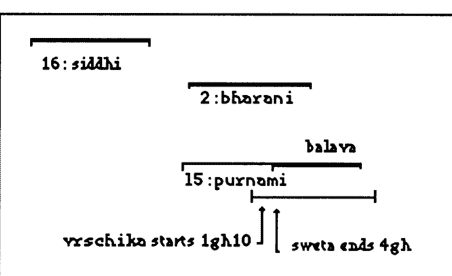 16:siddhi
2:bharani
balava
15:purnami
vrschika starts 1gh10
sweta ends 4gh